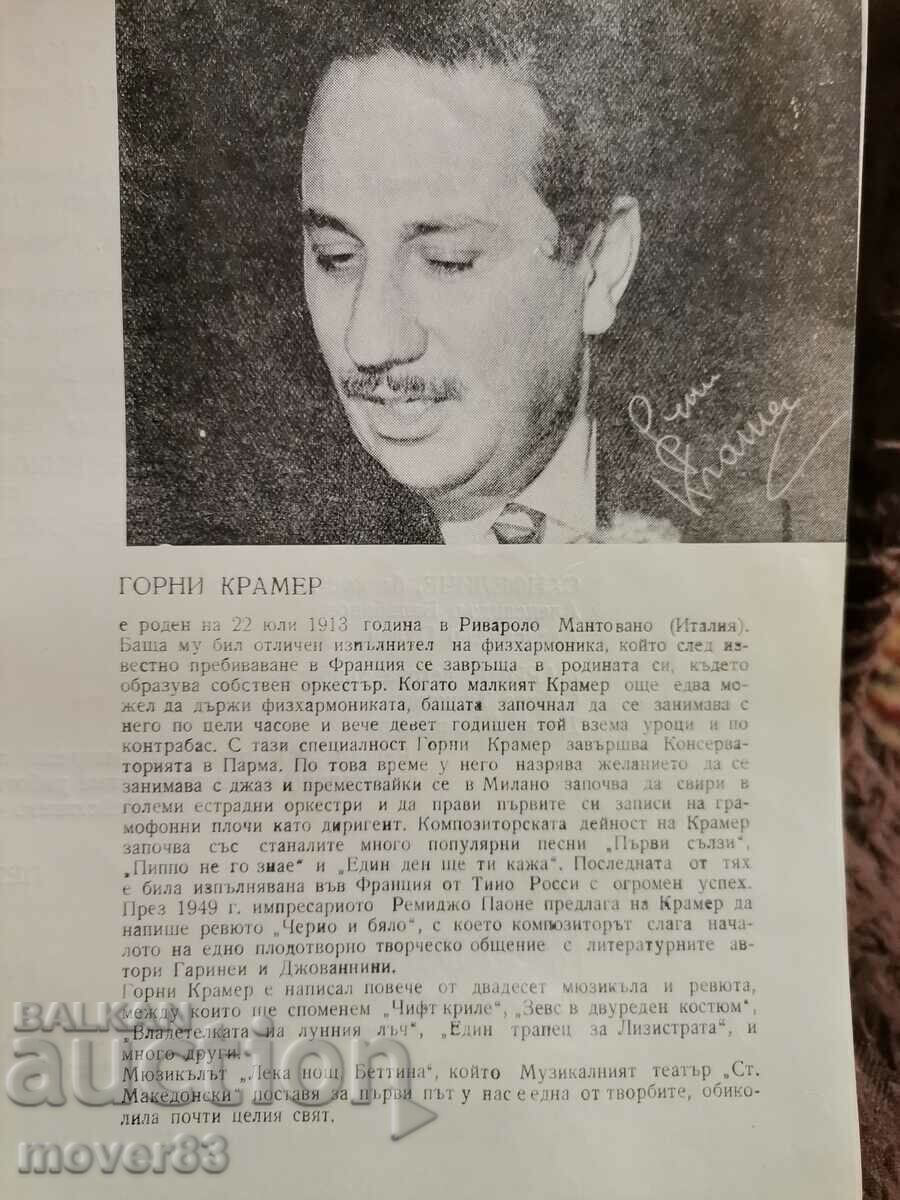 Kramer
ГОРНИ КРАМЕР
е роден на 22 юли 1913 година в Ривароло Мантовано (Италия).
Баща му бил отличен изпълнител на физхармоника, който след из-
вестно пребиваване в Франция се завръща в родината си, където
образува собствен оркестър. Когато малкият Крамер още едва мо-
жел да държи физхармониката, бащата започнал да се занимава с
него по цели часове и вече девет годишен той взема уроци и по
контрабас. С тази специалност Горни Крамер завършва Консерва-
торията в Парма. По това време у него назрява желанието да се
занимава с джаз и премествайки се в Милано започва да свири в
големи естрадни оркестри и да прави първите си записи на гра-
мофонни плочи като диригент. Композиторската дейност на Крамер
започва със станалите много популярни песни „Първи сълзи“,
„Пиппо не го знае“ и „Един ден ще ти кажа“. Последната от тях
е била изпълнявана във Франция от Тино Росси с огромен успех.
През 1949 г. импресариото Ремиджо Паоне предлага на Крамер да
напише ревюто „Черно и бяло“, с което композиторът слага нача-
лото на едно плодотворно творческо общение с литературните ав-
тори Гаринеи и Джованнини.
Горни Крамер е написал повече от двадесет мюзикъла и ревюта,
между които ще споменем „Чифт криле“, „Зевс в двуреден костюм“,
„Владетелката на лунния лъч“, „Един трапец за Лизистрата“, и
много други.
Мюзикълът „Лека нощ, Беттина“, който Музикалният театър „Ст.
Македонски“ доставя за първи път у нас е една от творбите, обико-
лила почти целия свят.
BALKAN
auction
mover83